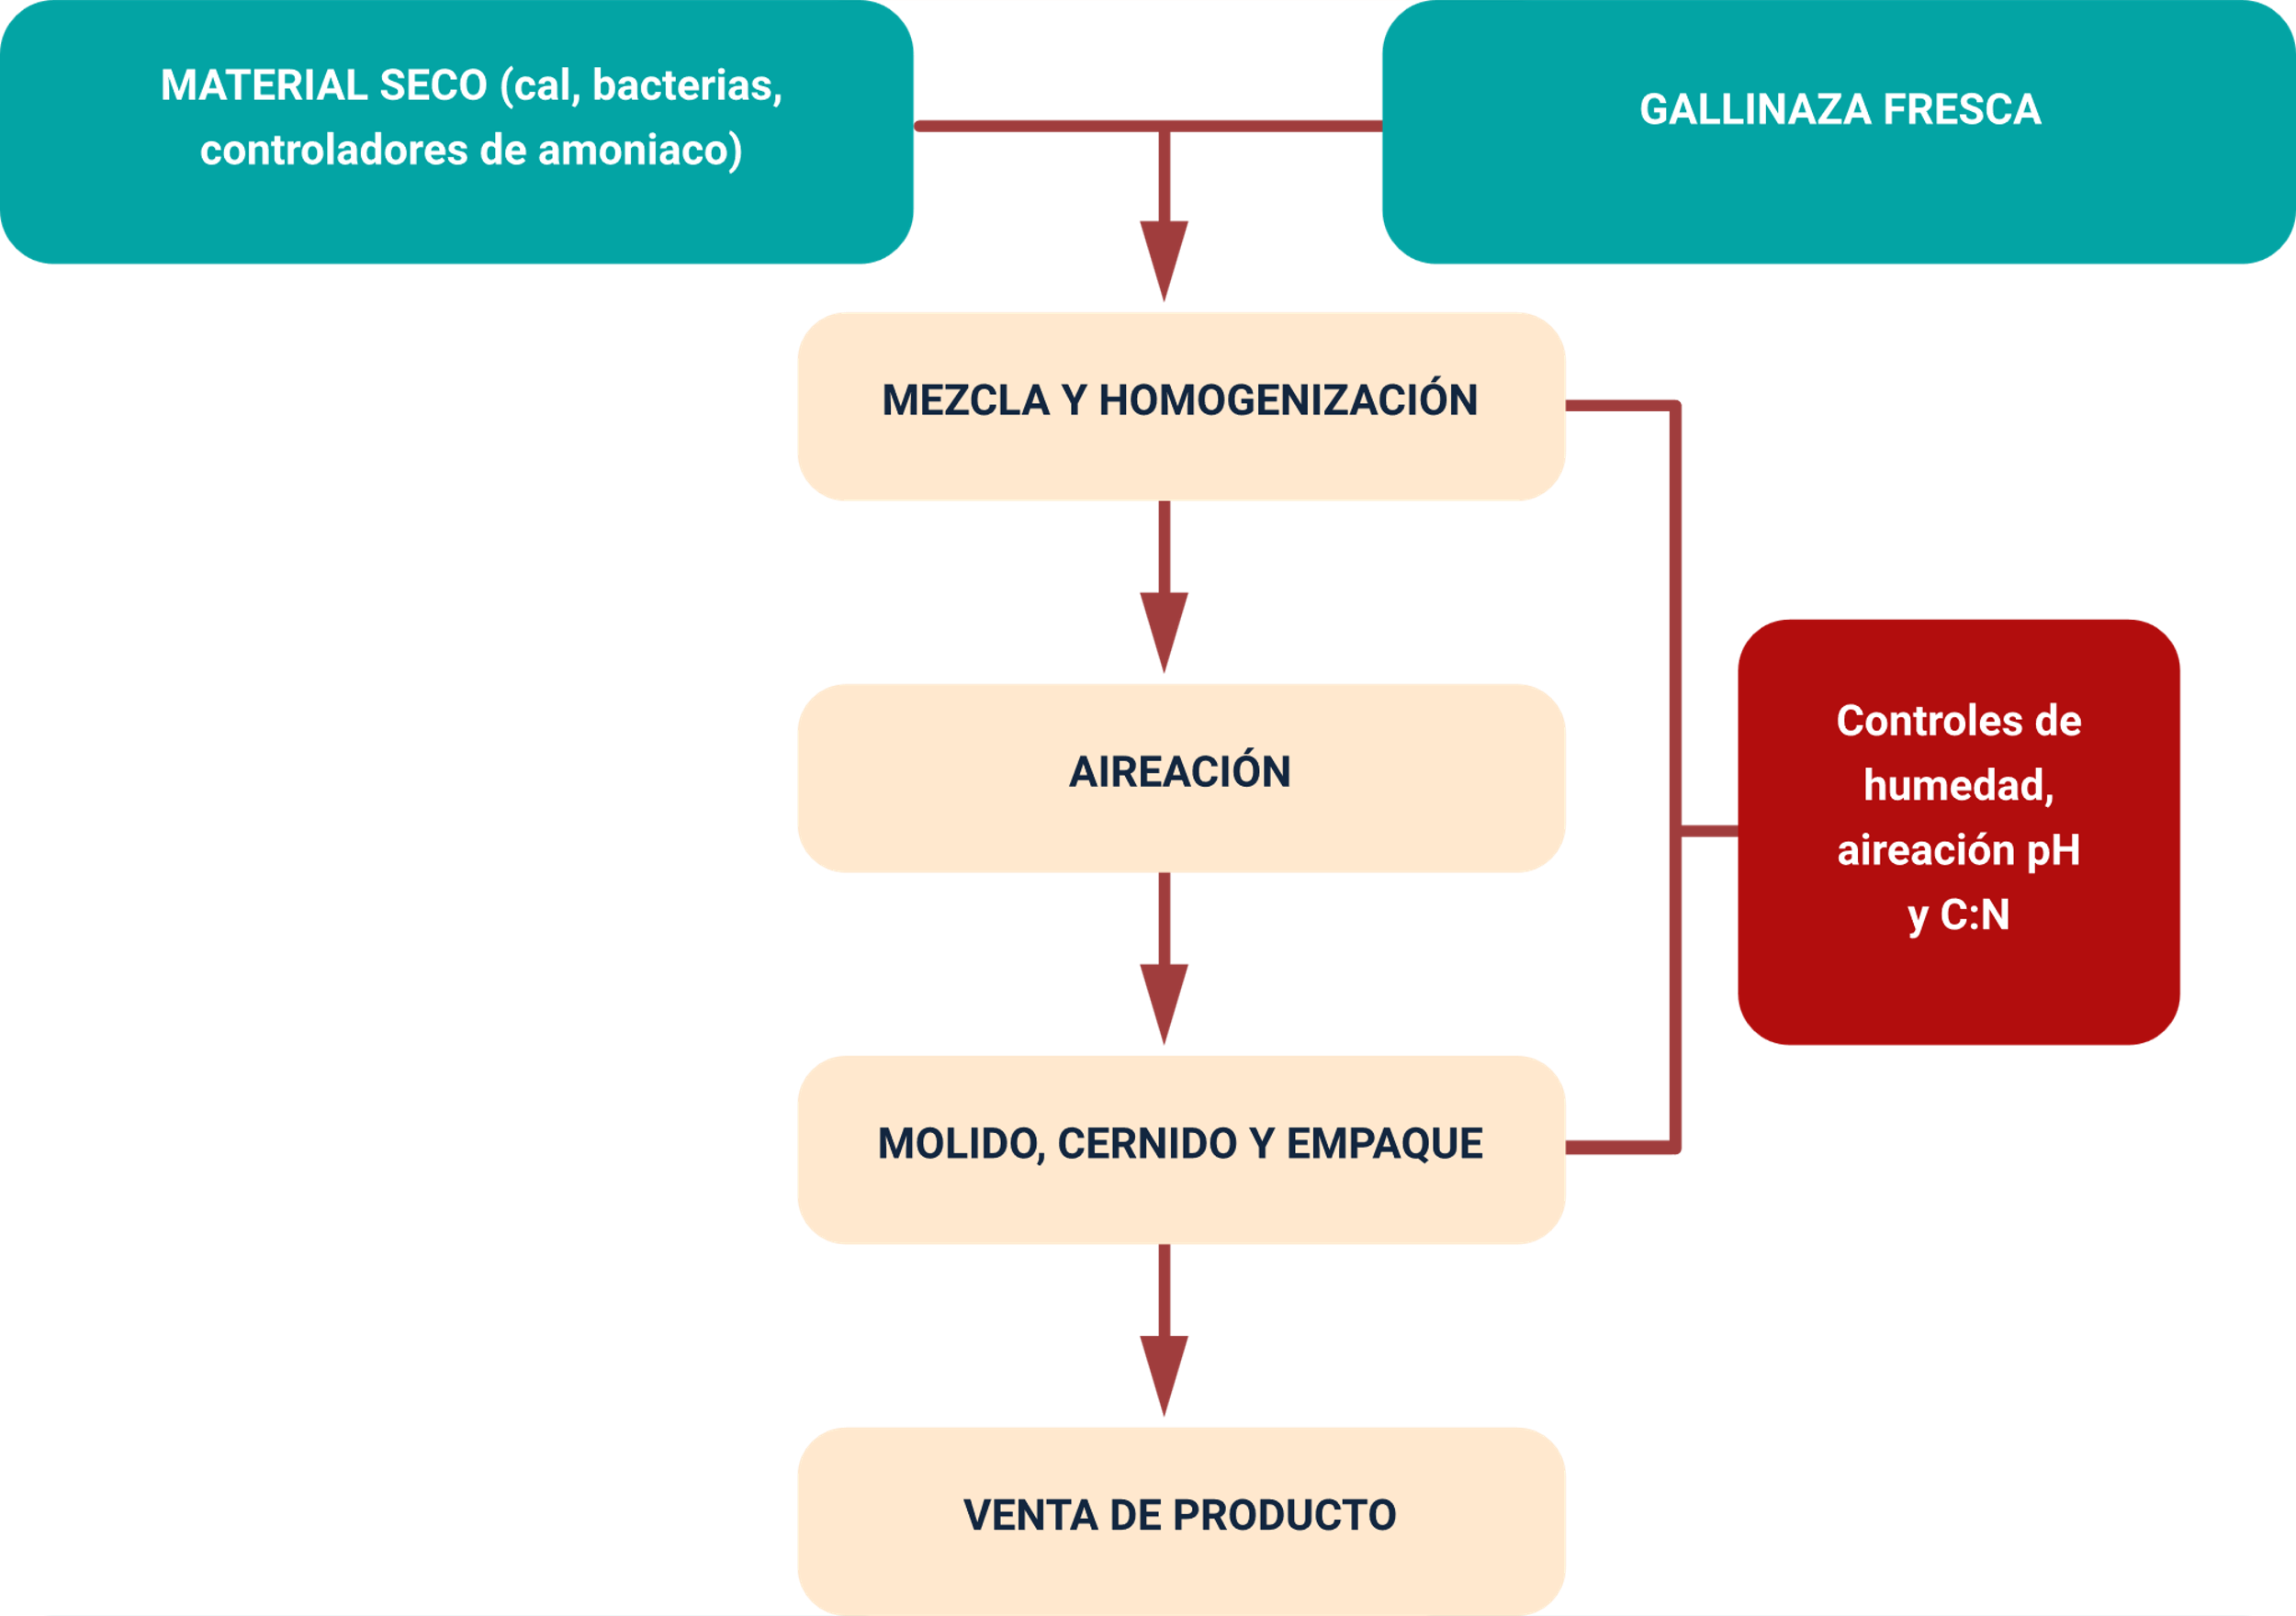 MATERIAL SECO (cal, bacterias,
controladores de amoniaco)
GALLINAZA FRESCA
MEZCLA Y HOMOGENIZACIÓN
AIREACIÓN
Controles de
humedad,
aireación pH
y C:N
MOLIDO, CERNIDO Y EMPAQUE
VENTA DE PRODUCTO